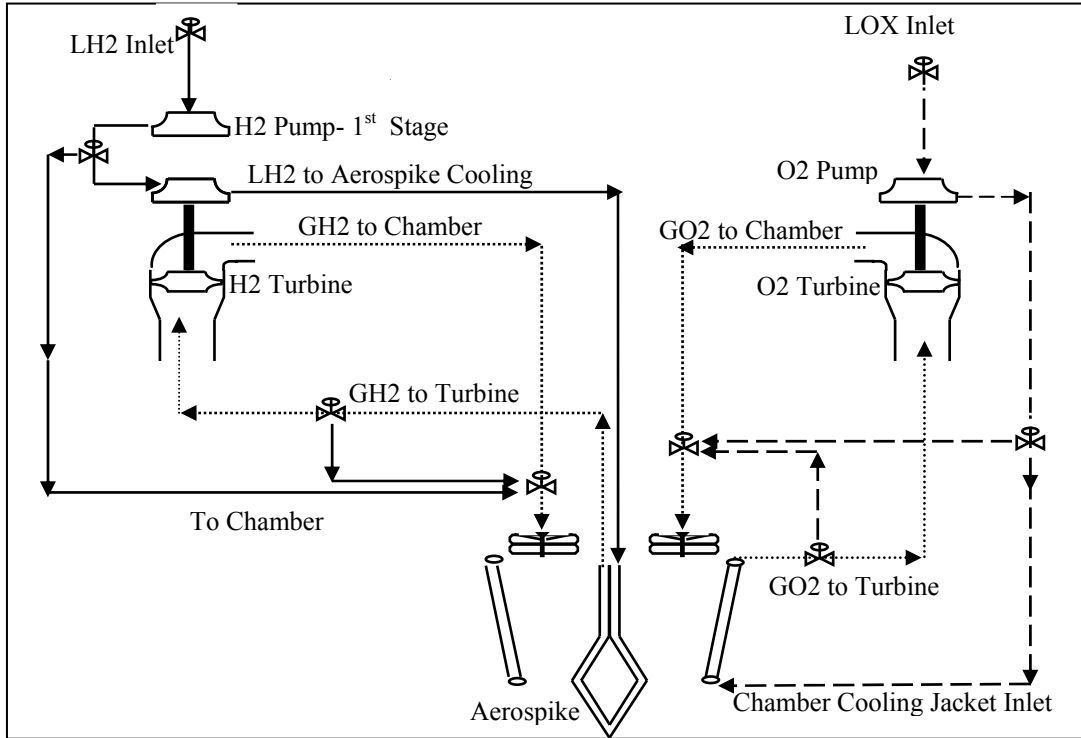 LH2 Inlet
LOX Inlet
H2 Pump- 1st Stage
LH2 to Aerospike Cooling
O2 Pump
GH2 to Chamber
GO2 to Chamber
H2 Turbine
O2 Turbine
GH2 to Turbine
To Chamber
GO2 to Turbine
Aerospike
Chamber Cooling Jacket Inlet